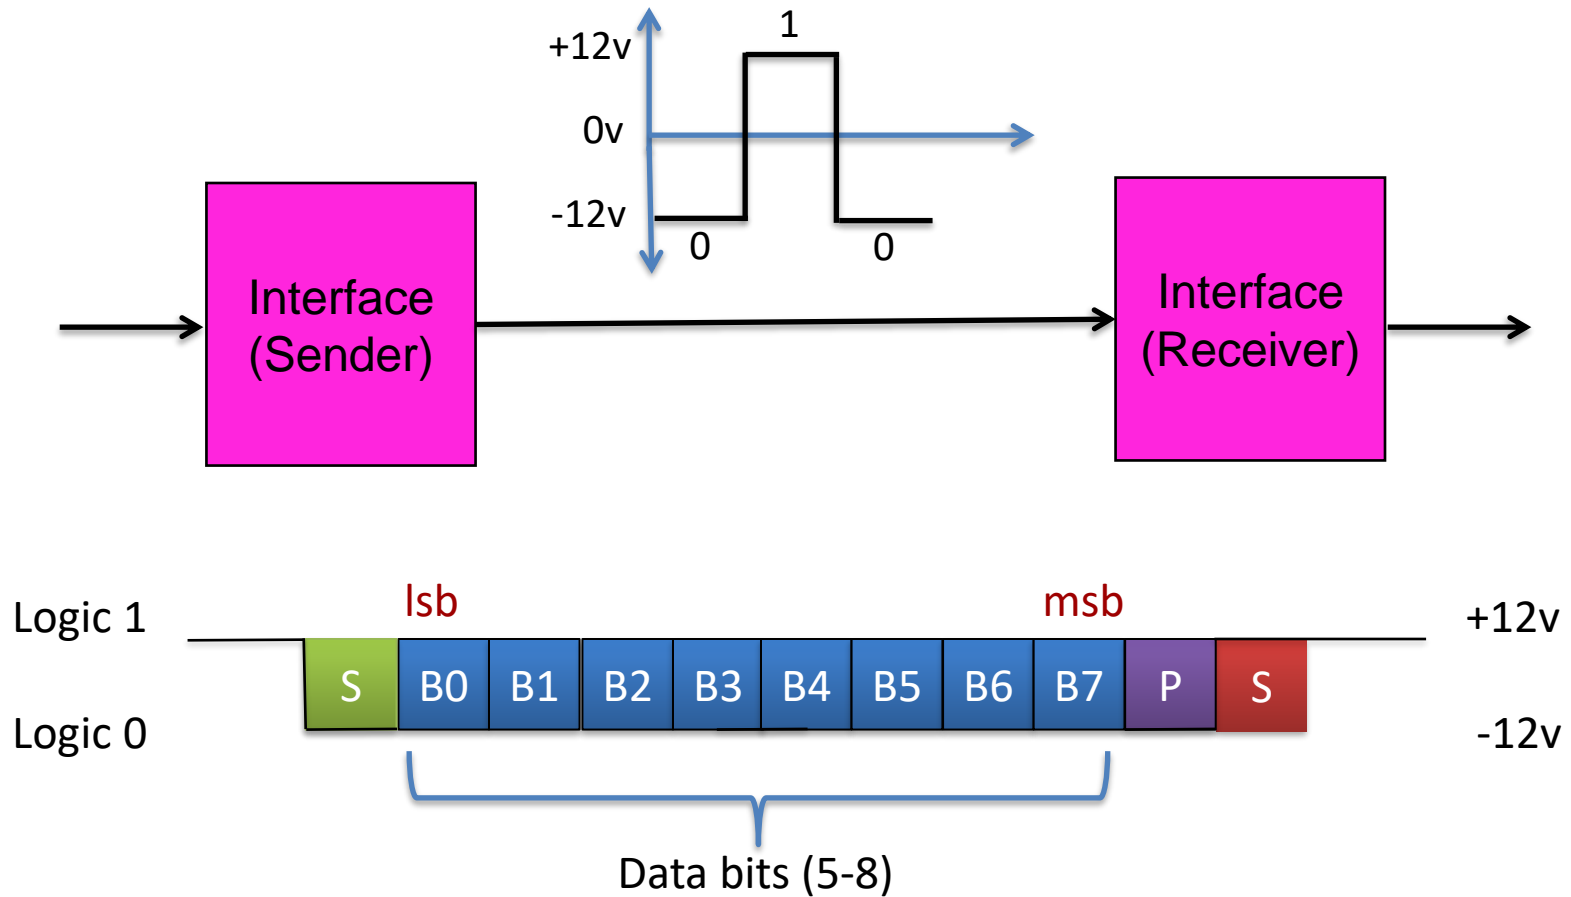 1
+12v
0v
-12v
0
0
Interface
(Sender)
Interface
(Receiver)
lsb
msb
Logic 1
+12v
S B0 B1 B2 B3 B4 B5 B6 B7 P S
Logic 0
-12v
Data bits (5-8)